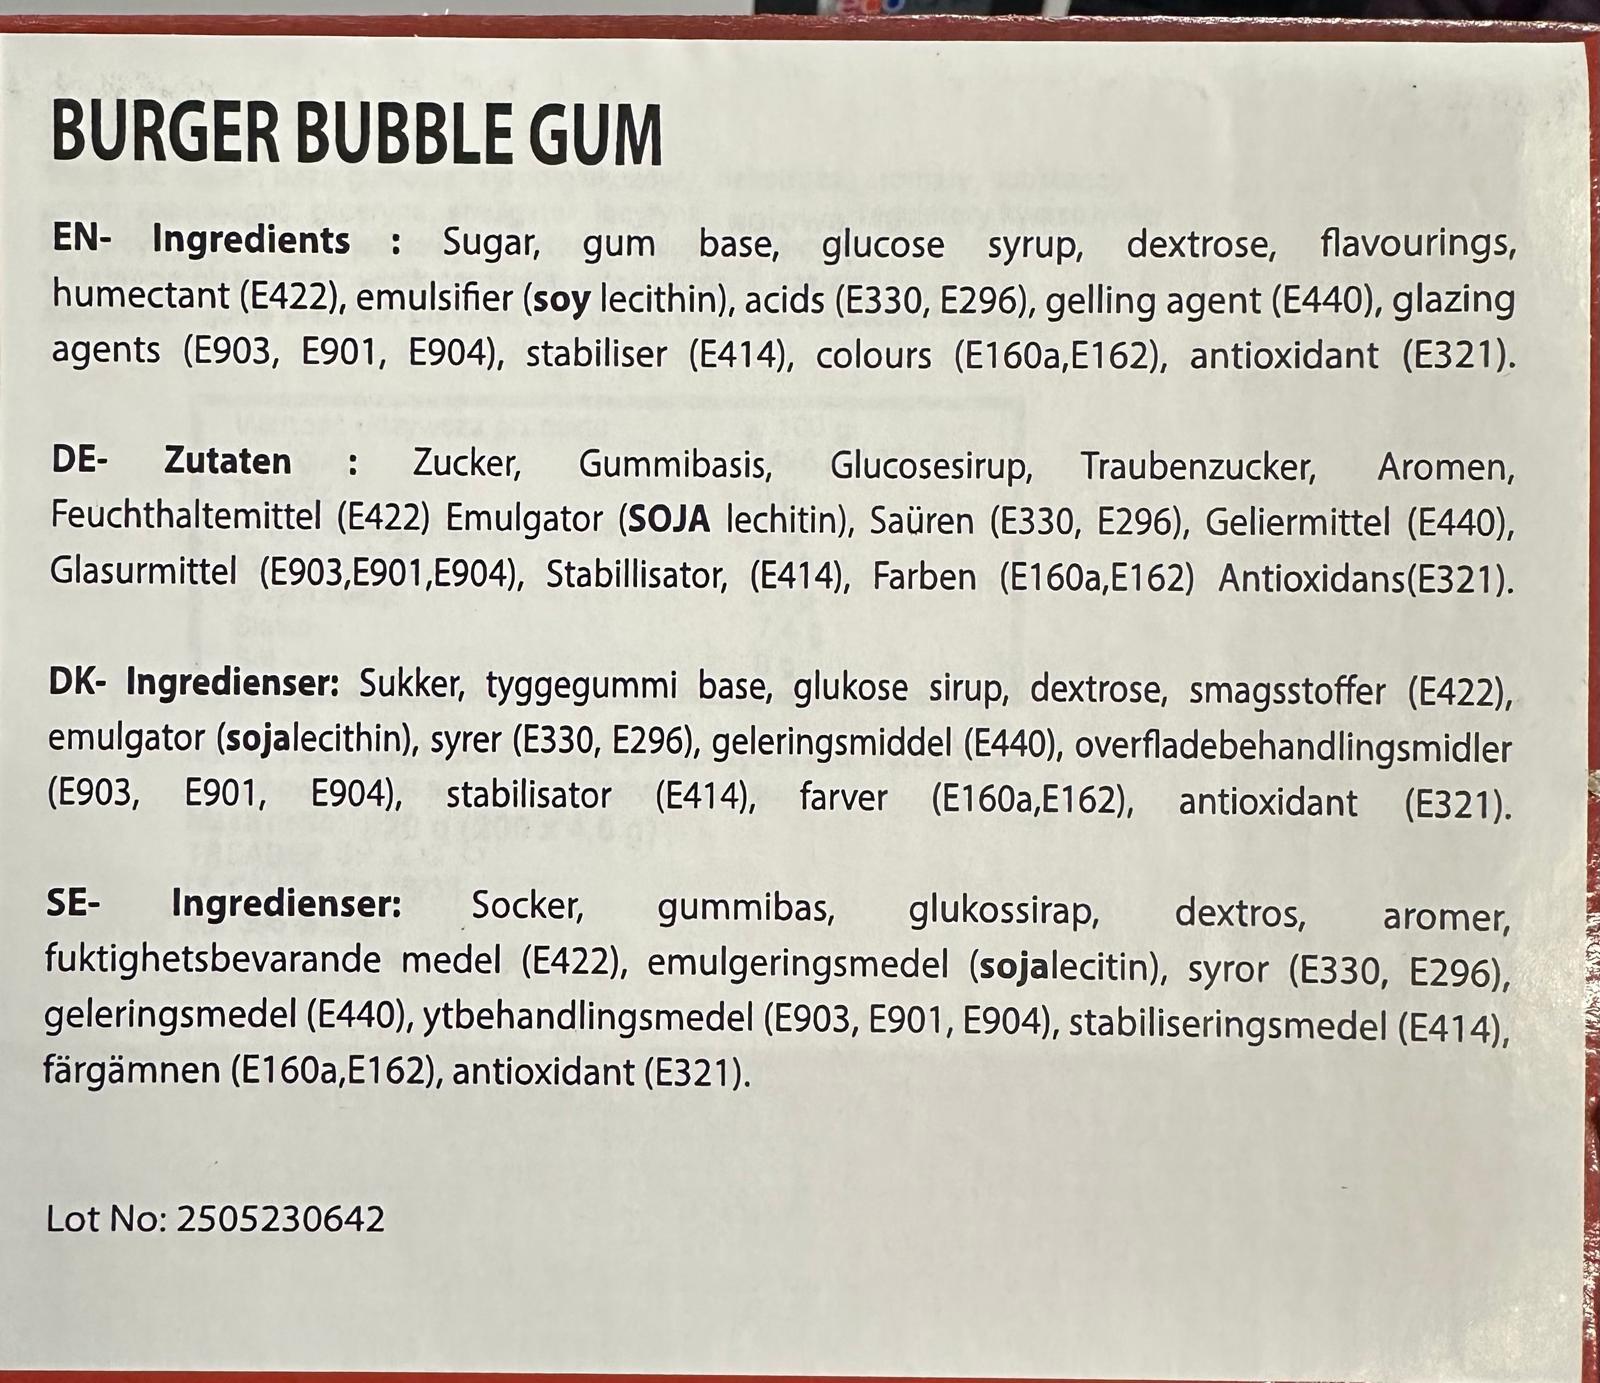 BURGER BUBBLE GUM
EN- Ingredients : Sugar, gum base, glucose syrup, dextrose, flavourings,
humectant (E422), emulsifier (soy lecithin), acids (E330, E296), gelling agent (E440), glazing
agents (E903, E901, E904), stabiliser (E414), colours (E160a,E162), antioxidant (E321).
DE- Zutaten : Zucker, Gummibasis, Glucosesirup, Traubenzucker, Aromen,
Feuchthaltemittel (E422) Emulgator (SOJA lechitin), Saüren (E330, E296), Geliermittel (E440),
Glasurmittel (E903,E901,E904), Stabillisator, (E414), Farben (E160a,E162) Antioxidans(E321).
DK- Ingredienser: Sukker, tyggegummi base, glukose sirup, dextrose, smagsstoffer (E422),
emulgator (sojalecithin), syrer (E330, E296), geleringsmiddel (E440), overfladebehandlingsmidler
(E903, E901, E904), stabilisator (E414), farver (E160a,E162), antioxidant (E321).
SE- Ingredienser: Socker, gummibas, glukossirap, dextros, aromer,
fuktighetsbevarande medel (E422), emulgeringsmedel (sojalecitin), syror (E330, E296),
geleringsmedel (E440), ytbehandlingsmedel (E903, E901, E904), stabiliseringsmedel (E414),
färgämnen (E160a,E162), antioxidant (E321).
Lot No: 2505230642